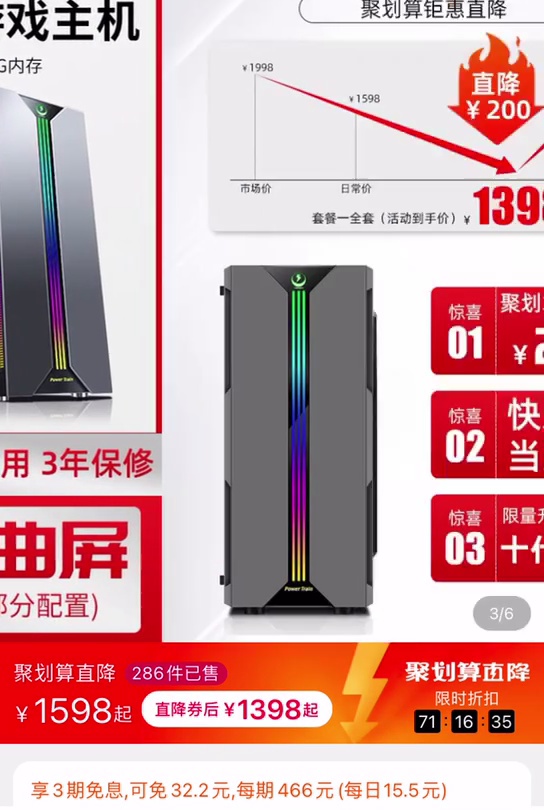 游戏主机
G内存
用 3年保修
曲屏
部分配置)
Power Train
聚划算钜惠直降
¥1998
¥1598
直降
¥200
市场价
日常价
套餐一全套（活动到手价）¥1398
Power Train
惊喜
01
聚划
¥2
惊喜
02
快
当
惊喜
03
限量升
十代
3/6
聚划算直降 286件已售
¥1598起 直降券后 ¥1398起
聚划算直降
限时折扣
71:16:35
享3期免息,可免32.2元,每期466元(每日15.5元)